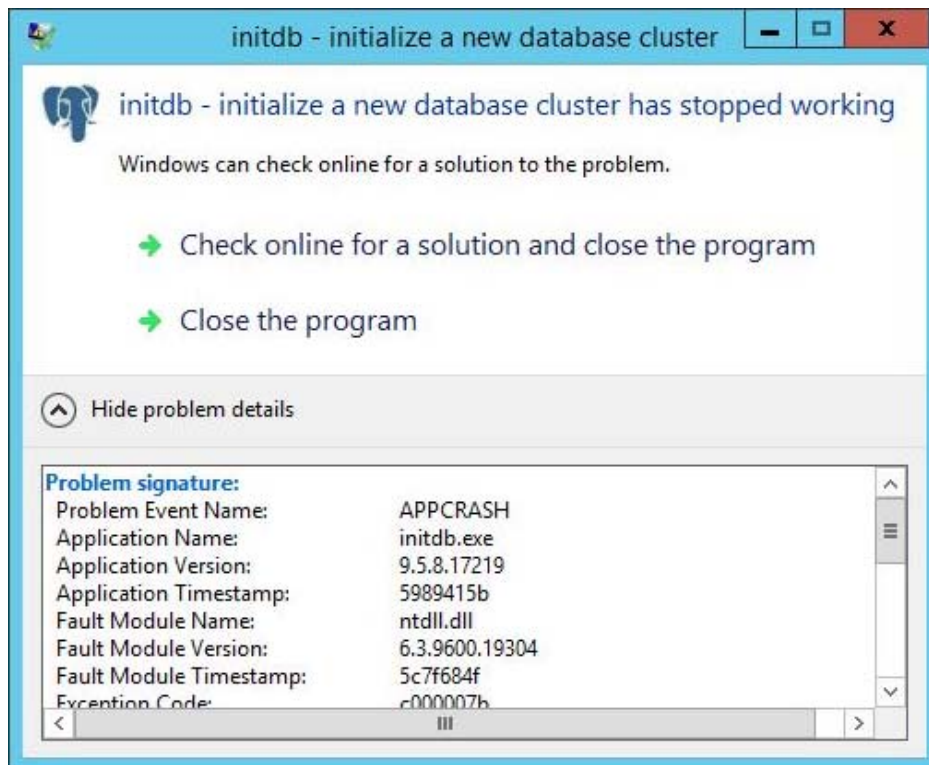 initdb - initialize a new database cluster
initdb - initialize a new database cluster has stopped working
Windows can check online for a solution to the problem.
Check online for a solution and close the program
Close the program
Hide problem details
Problem signature:
Problem Event Name: APPCRASH
Application Name: initdb.exe
Application Version: 9.5.8.17219
Application Timestamp: 5989415b
Fault Module Name: ntdll.dll
Fault Module Version: 6.3.9600.19304
Fault Module Timestamp: 5c7f684f
Exception Code: c000007b